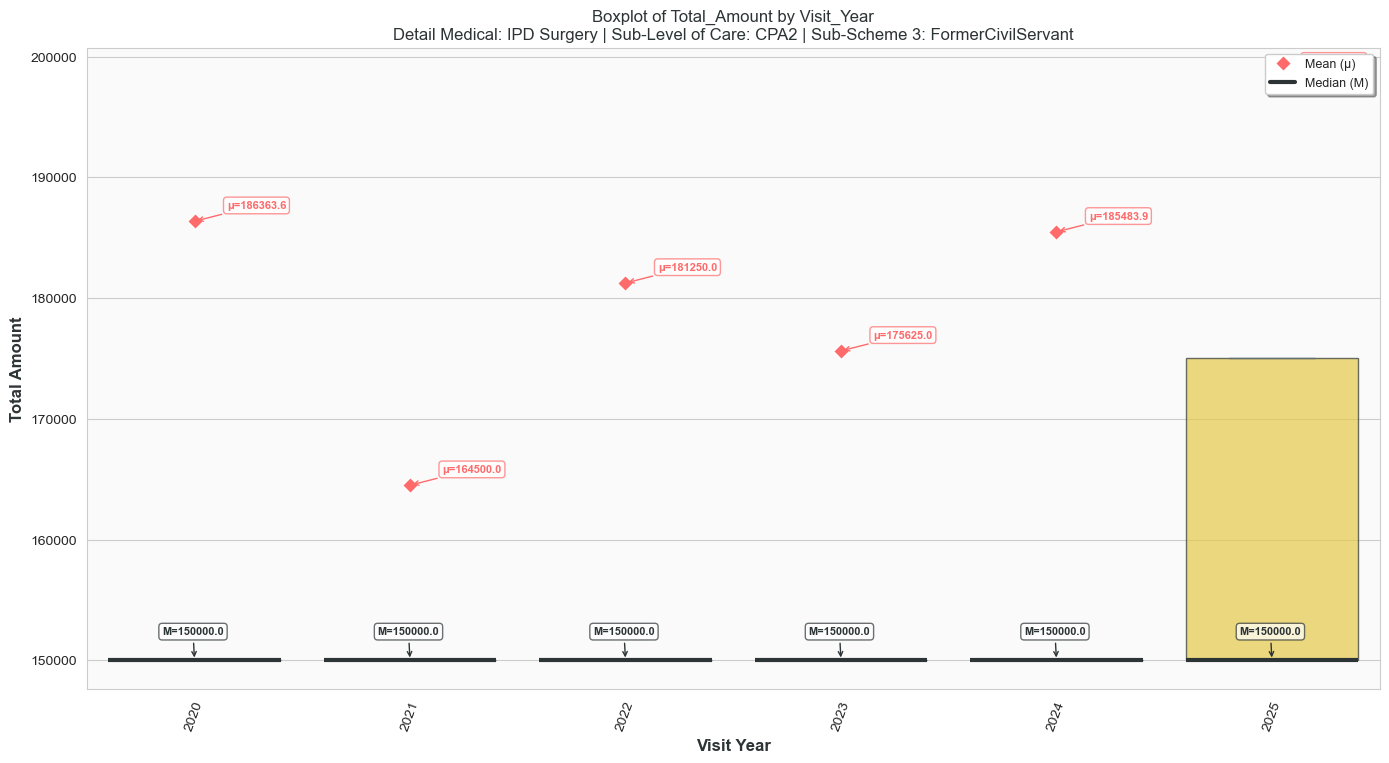 Boxplot of Total_Amount by Visit_Year
Detail Medical: IPD Surgery | Sub-Level of Care: CPA2 | Sub-Scheme 3: FormerCivilServant
Mean (μ)
Median (M)
Total Amount
200000
190000
180000
170000
160000
150000
μ=186363.6
μ=164500.0
μ=181250.0
μ=175625.0
μ=185483.9
M=150000.0
M=150000.0
M=150000.0
M=150000.0
M=150000.0
M=150000.0
2020
2021
2022
2023
2024
2025
Visit Year